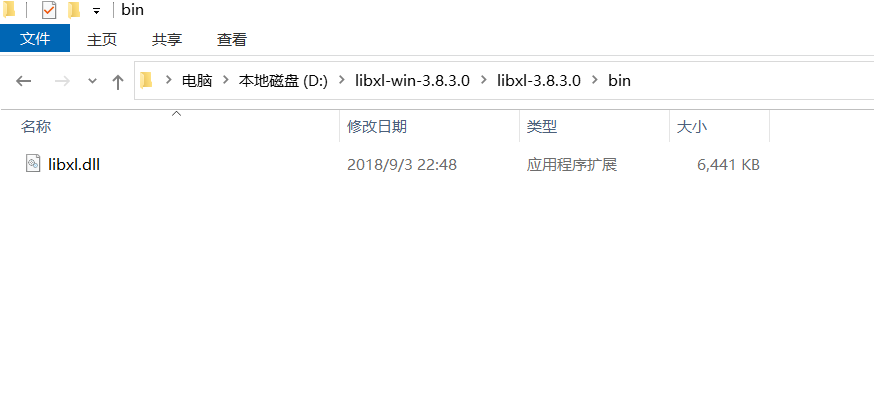 bin
文件 主页 共享 查看
电脑 本地磁盘 (D:) libxl-win-3.8.3.0 libxl-3.8.3.0 bin
名称 修改日期 类型 大小
libxl.dll 2018/9/3 22:48 应用程序扩展 6,441 KB